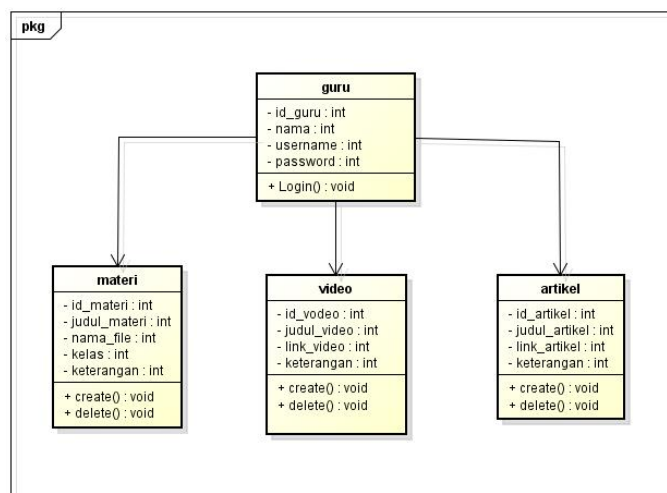 pkg
guru
- id_guru : int
- nama : int
- username : int
- password : int
+ Login() : void
materi
- id_materi : int
- judul_materi : int
- nama_file : int
- kelas : int
- keterangan : int
+ create() : void
+ delete() : void
video
- id_vodeo : int
- judul_video : int
- link_video : int
- keterangan : int
+ create() : void
+ delete() : void
artikel
- id_artikel : int
- judul_artikel : int
- link_artikel : int
- keterangan : int
+ create() : void
+ delete() : void